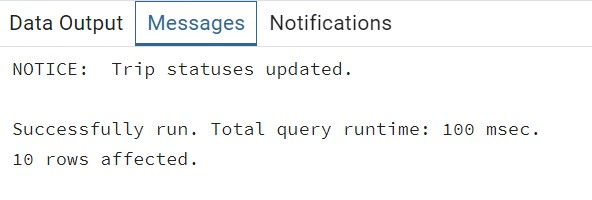 Data Output Messages Notifications
NOTICE:  Trip statuses updated.
Successfully run. Total query runtime: 100 msec.
10 rows affected.